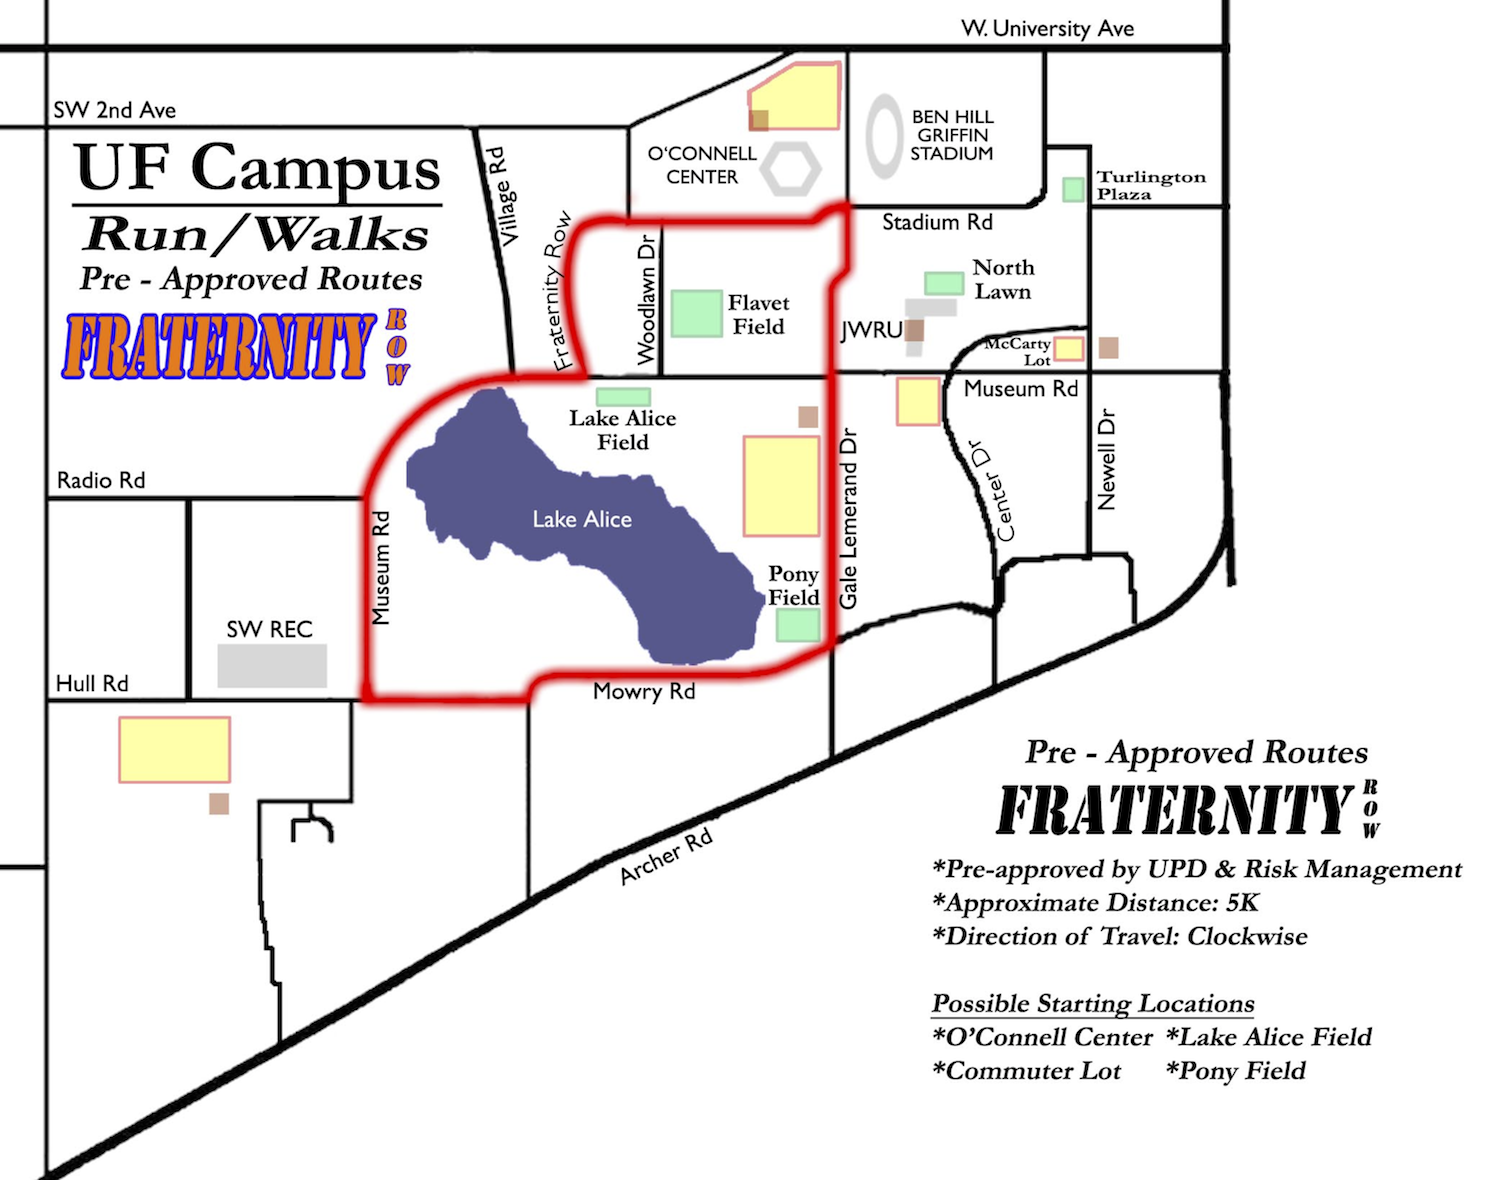 W. University Ave
SW 2nd Ave
UF Campus
Run/Walks
Pre - Approved Routes
FRATERNITY ROW
Village Rd
Fraternity Row
Woodlawn Dr
O'CONNELL
CENTER
BEN HILL
GRIFFIN
STADIUM
Turlington
Plaza
Stadium Rd
Flavet
Field
North
Lawn
JWRU
McCarty
Lot
Museum Rd
Lake Alice
Field
Radio Rd
Lake Alice
Museum Rd
Gale Lemerand Dr
Center Dr
Newell Dr
Pony
Field
SW REC
Hull Rd
Mowry Rd
Archer Rd
Pre - Approved Routes
FRATERNITY ROW
*Pre-approved by UPD & Risk Management
*Approximate Distance: 5K
*Direction of Travel: Clockwise
Possible Starting Locations
*O'Connell Center *Lake Alice Field
*Commuter Lot *Pony Field